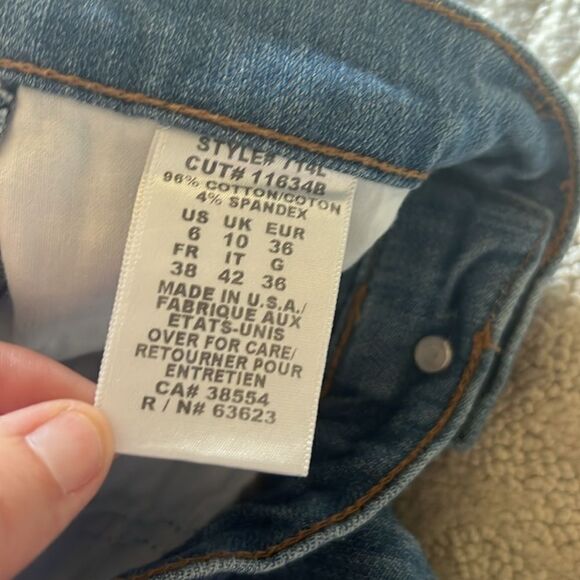 STYLE# 714L
CUT# 11634B
96% COTTON/COTON
4% SPANDEX
US UK EUR
6 10 36
FR IT G
38 42 36
MADE IN U.S.A./
FABRIQUE AUX
ETATS-UNIS
OVER FOR CARE/
RETOURNER POUR
ENTRETIEN
CA# 38554
R / N# 63623